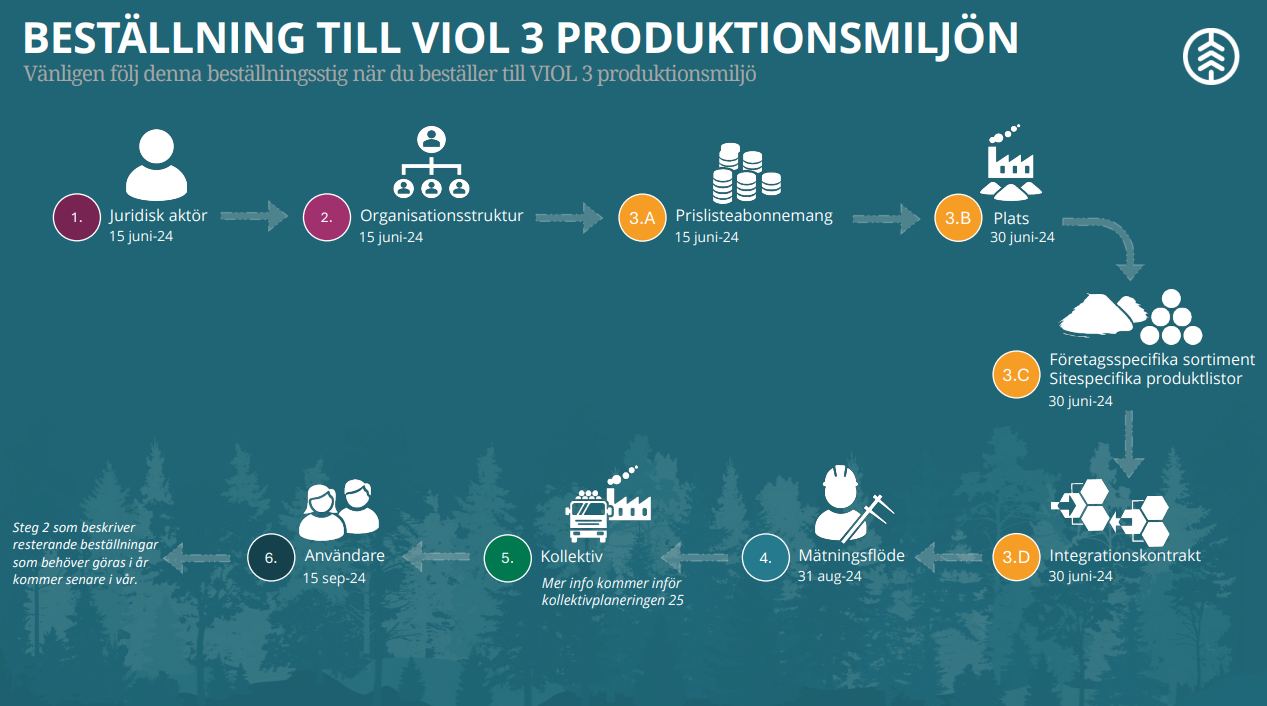 BESTÄLLNING TILL VIOL 3 PRODUKTIONSMILJÖN
Vänligen följ denna beställningsstig när du beställer till VIOL 3 produktionsmiljö
1.
Juridisk aktör
15 juni-24
2.
Organisationsstruktur
15 juni-24
3.A
Prislisteabonnemang
15 juni-24
3.B
Plats
30 juni-24
3.C
Företagsspecifika sortiment
Sitespecifika produktlistor
30 juni-24
3.D
Integrationskontrakt
30 juni-24
4.
Mätningsflöde
31 aug-24
5.
Kollektiv
Mer info kommer inför
kollektivplaneringen 25
6.
Användare
15 sep-24
Steg 2 som beskriver
resterande beställningar
som behöver göras i år
kommer senare i vår.